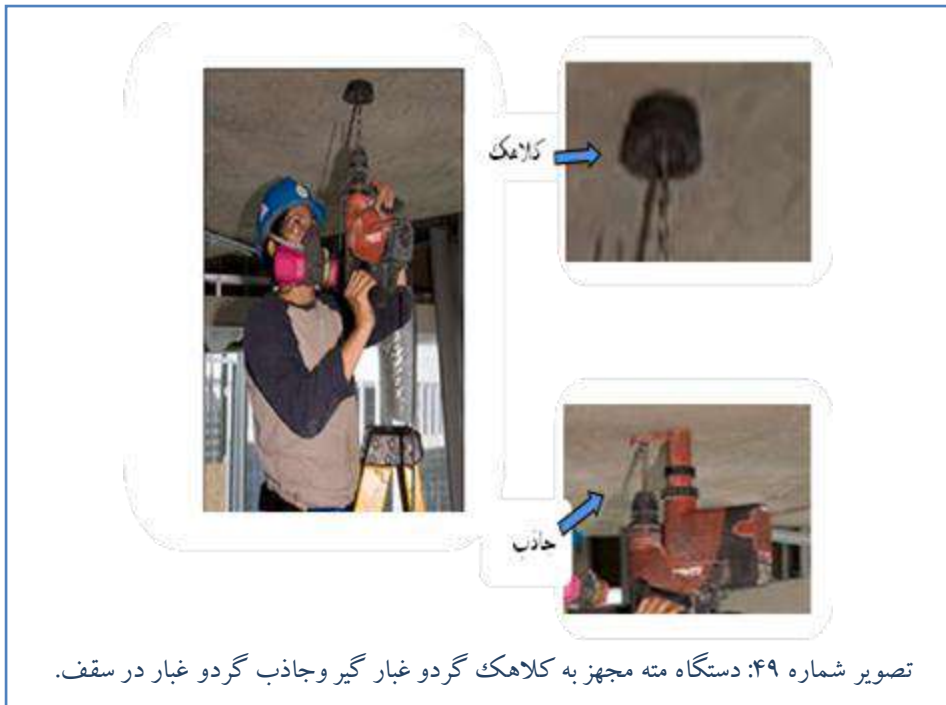 کلاهک
جاذب
تصویر شماره ۴۹: دستگاه مته مجهز به کلاهک گردو غبار گیر وجاذب گردو غبار در سقف.